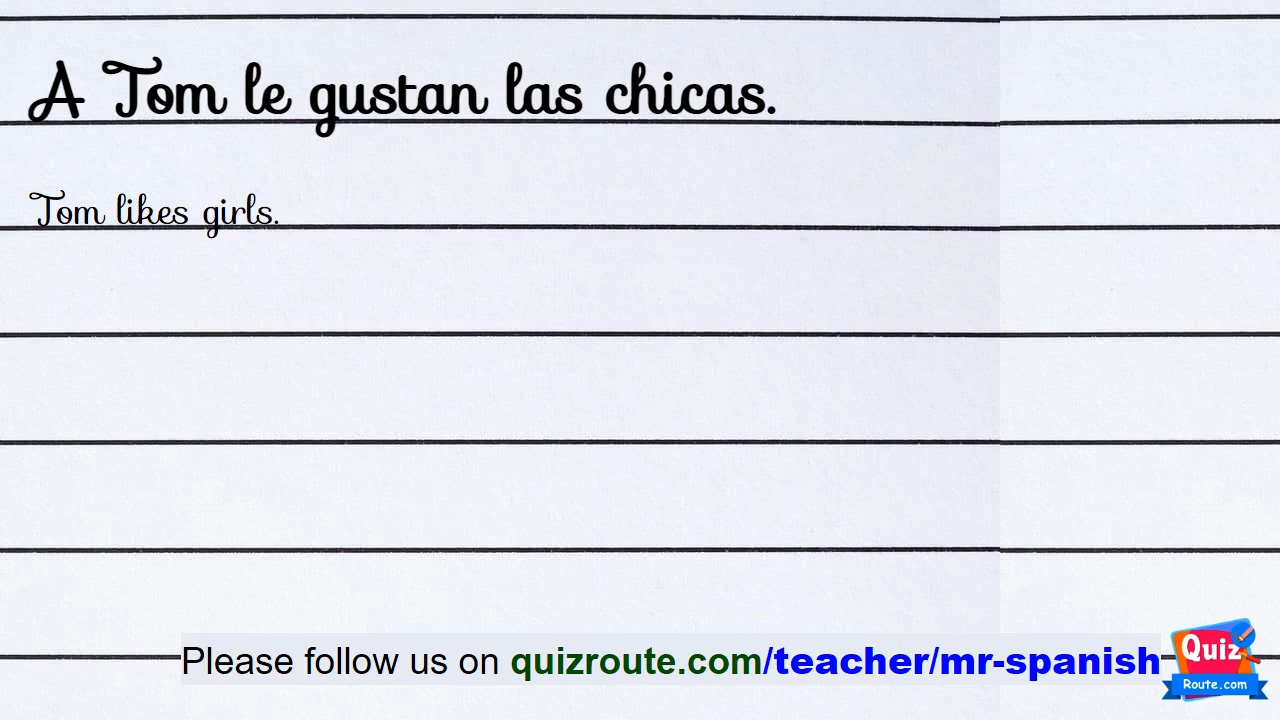 A Tom le gustan las chicas.
Tom likes girls.
Please follow us on quizroute.com/teacher/mr-spanish
Quiz
Route.com